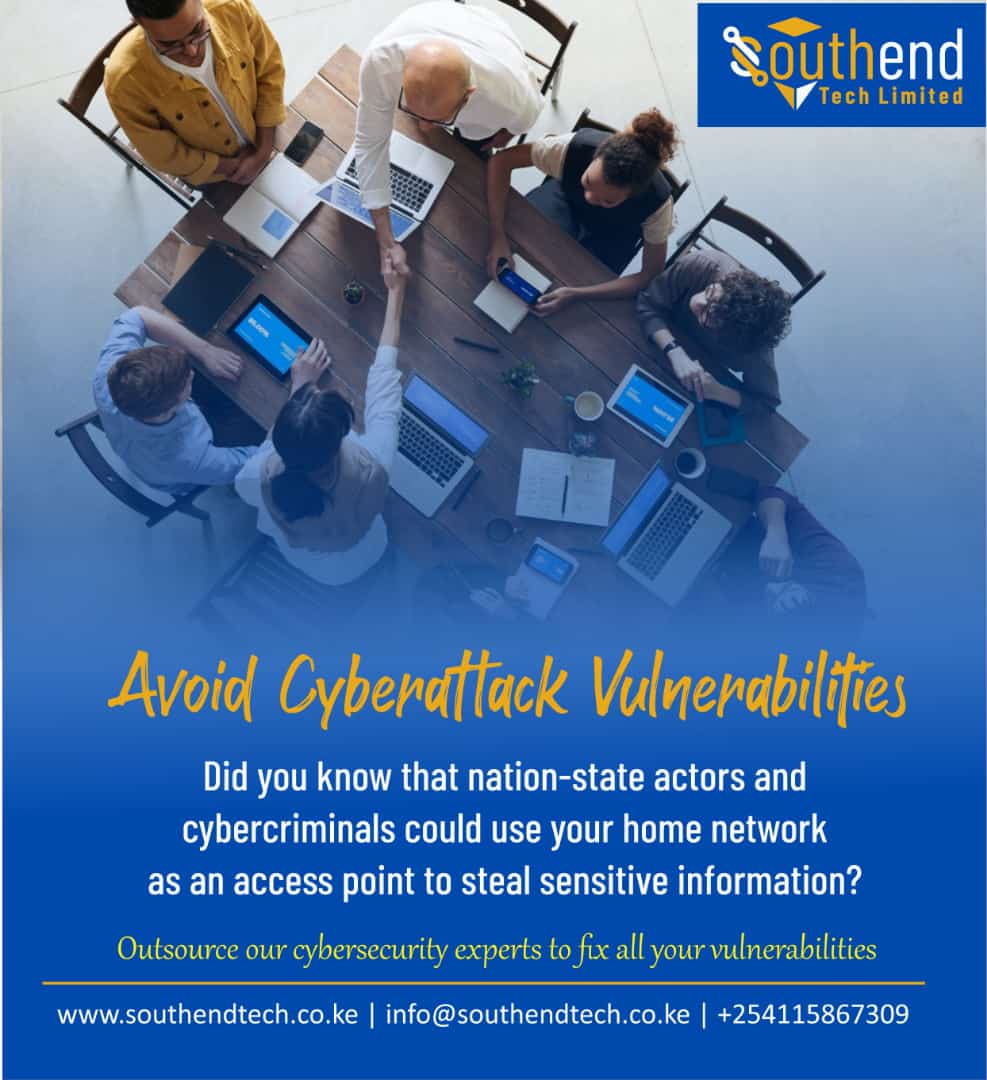 Southend
Tech Limited
Avoid Cyberattack Vulnerabilities
Did you know that nation-state actors and
cybercriminals could use your home network
as an access point to steal sensitive information?
Outsource our cybersecurity experts to fix all your vulnerabilities
www.southendtech.co.ke | info@southendtech.co.ke | +254115867309